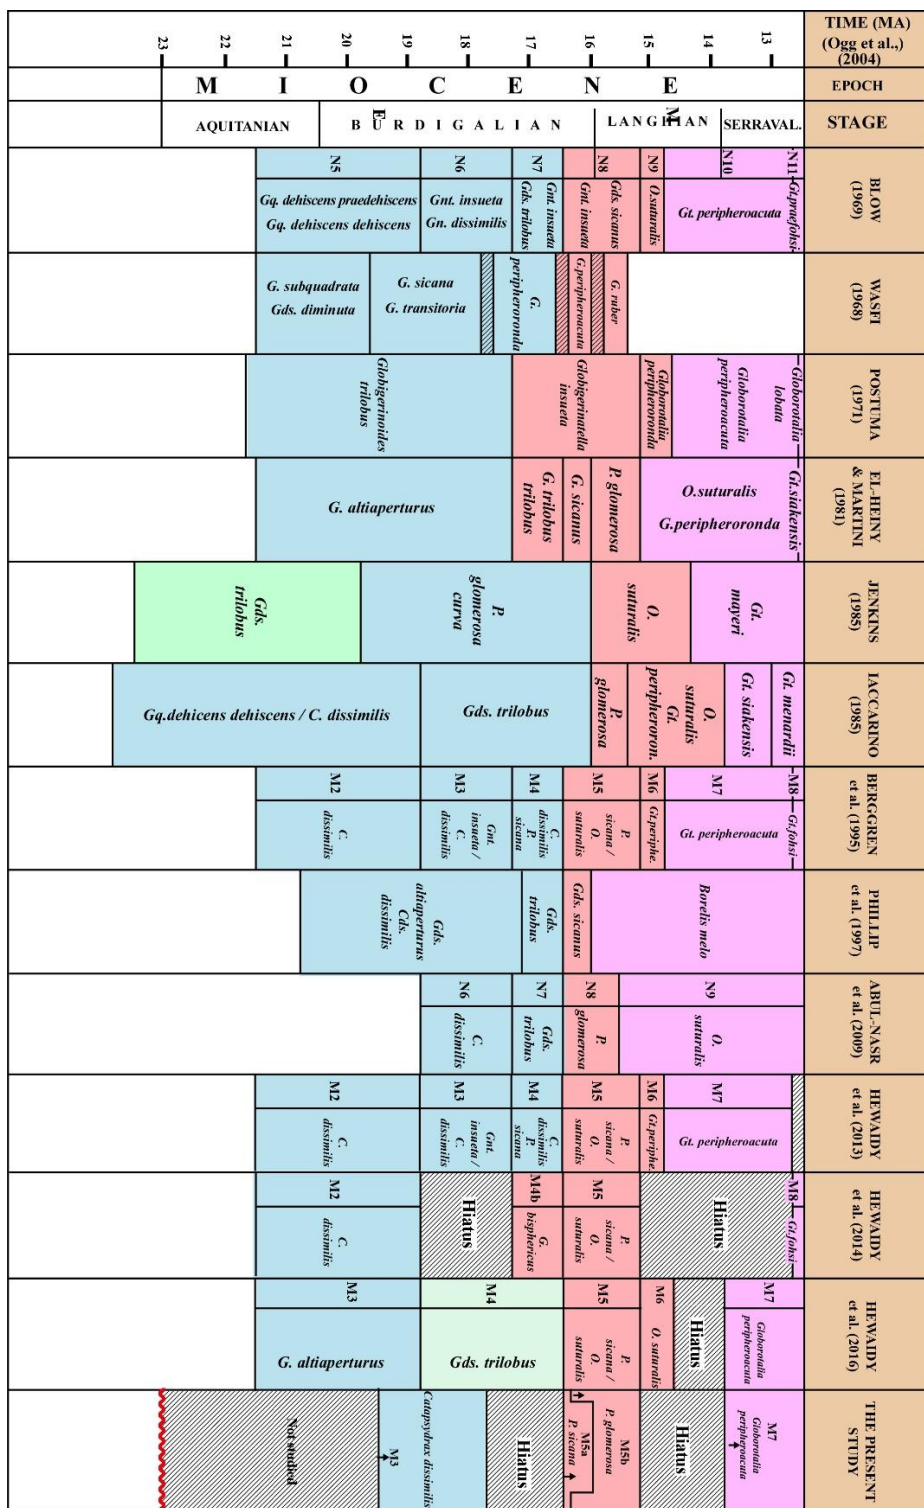 TIME (MA)
(Ogg et al.,)
(2004)
23
22
21
20
19
18
17
16
15
14
13
EPOCH
M I O C E N E
STAGE
AQUITANIAN
BURDIGALIAN
E
LANGHIAN
M
SERRAVAL.
BLOW
(1969)
N5
Gq. dehiscens praedehiscens
Gq. dehiscens dehiscens
N6
Gnt. insueta
Gn. dissimilis
N7
Gnt. insueta
Gds. trilobus
N8
Gds. sicanus
Gnt. insueta
N9
O.suturalis
N10
Gt. peripheroacuta
N11
Gt.praefohsi
WASFI
(1968)
G. subquadrata
Gds. diminuta
G. sicana
G. transitoria
G.
peripheroronda
G.peripheroacuta
G. ruber
POSTUMA
(1971)
Globigerinoides
trilobus
Globigerinatella
insueta
Globorotalia
peripheroronda
Globorotalia
peripheroacuta
Globorotalia
lobata
EL-HEINY
& MARTINI
(1981)
G. altiaperturus
G. trilobus
trilobus
G. sicanus
P. glomerosa
O.suturalis
G.peripheroronda
Gt.siakensis
JENKINS
(1985)
Gds.
trilobus
P.
glomerosa
curva
O.
suturalis
Gt.
mayeri
IACCARINO
(1985)
Gq.dehicens dehiscens / C. dissimilis
Gds. trilobus
P.
glomerosa
O.
suturalis
Gt.
peripheroron.
Gt. siakensis
Gt. menardii
BERGGREN
et al. (1995)
M2
C.
dissimilis
M3
Gnt.
insueta /
C.
dissimilis
M4
C.
dissimilis
P.
sicana
M5
P.
sicana /
O.
suturalis
M6
Gt.periphe.
M7
Gt. peripheroacuta
M8
Gt.fohsi
PHILLIP
et al. (1997)
Gds.
altiaperturus
Cds.
dissimilis
Gds.
trilobus
Gds. sicanus
Borelis melo
ABUL-NASR
et al. (2009)
N6
C.
dissimilis
N7
Gds.
trilobus
N8
P.
glomerosa
N9
O.
suturalis
HEWAIDY
et al. (2013)
M2
C.
dissimilis
M3
Gnt.
insueta /
C.
dissimilis
M4
C.
dissimilis
P.
sicana
M5
P.
sicana /
O.
suturalis
M6
Gt.periphe.
M7
Gt. peripheroacuta
HEWAIDY
et al. (2014)
M2
C.
dissimilis
Hiatus
M4b
G.
bisphericus
M5
P.
sicana /
O.
suturalis
Hiatus
M8
Gt.fohsi
HEWAIDY
et al. (2016)
M3
G. altiaperturus
M4
Gds. trilobus
M5
P.
sicana /
O.
suturalis
M6
O. suturalis
Hiatus
M7
Globorotalia
peripheroacuta
THE PRESENT
STUDY
Not studied
M3
Catapsydrax dissimilis
Hiatus
M5a
P. sicana
M5b
P. glomerosa
Hiatus
M7
Globorotalia
peripheroacuta